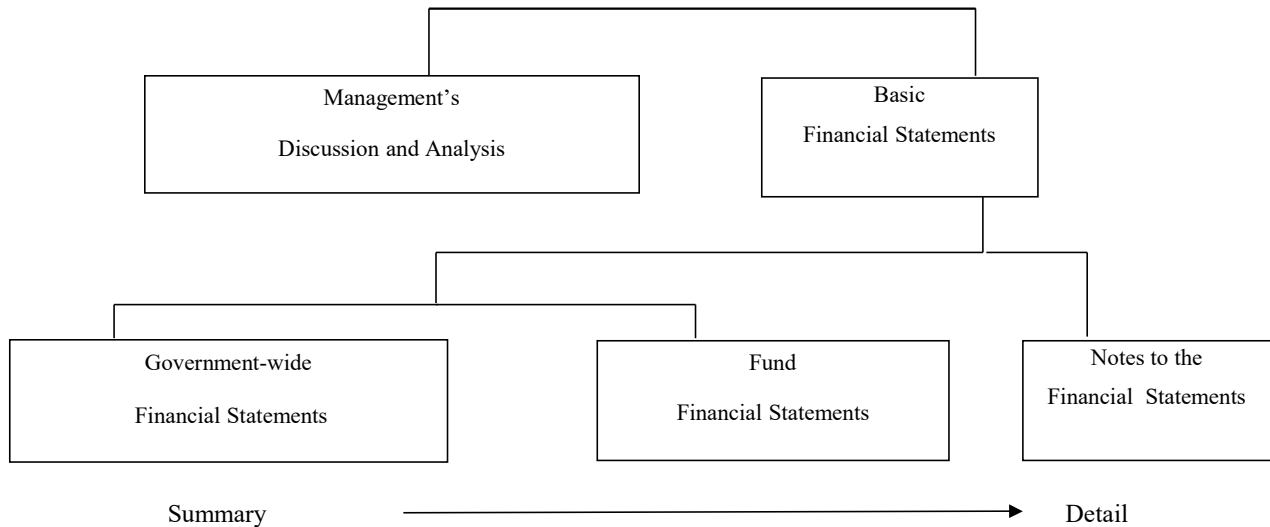 Management’s
Discussion and Analysis
Basic
Financial Statements
Government-wide
Financial Statements
Fund
Financial Statements
Notes to the
Financial Statements
Summary
Detail